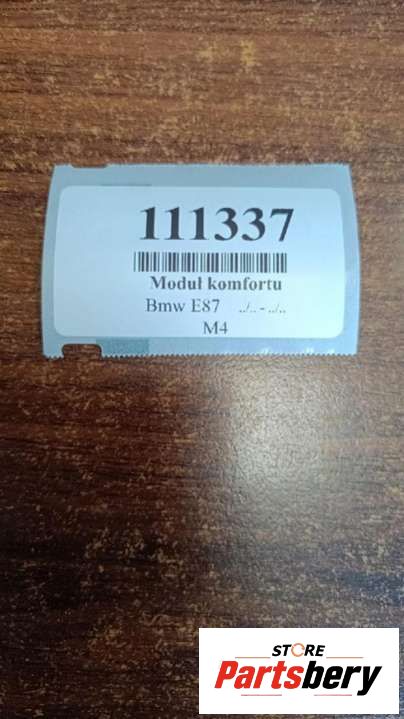 111337
Moduł komfortu
Bmw E87 ../.. - ../..
M4
STORE
Partsbery